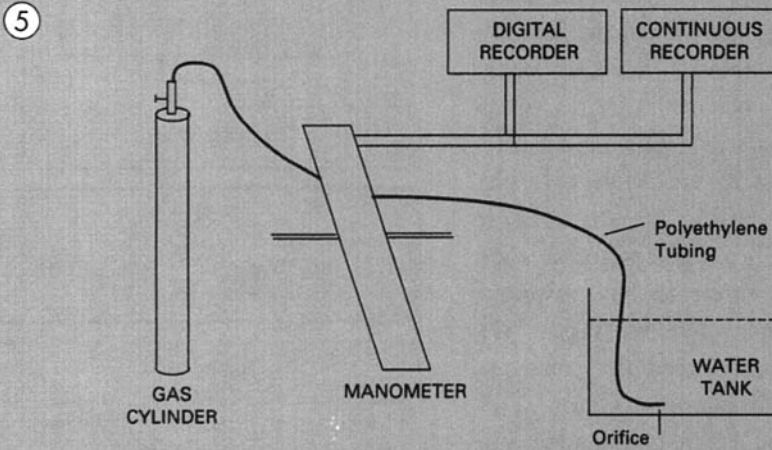 5
DIGITAL
RECORDER
CONTINUOUS
RECORDER
Polyethylene
Tubing
GAS
CYLINDER
MANOMETER
WATER
TANK
Orifice